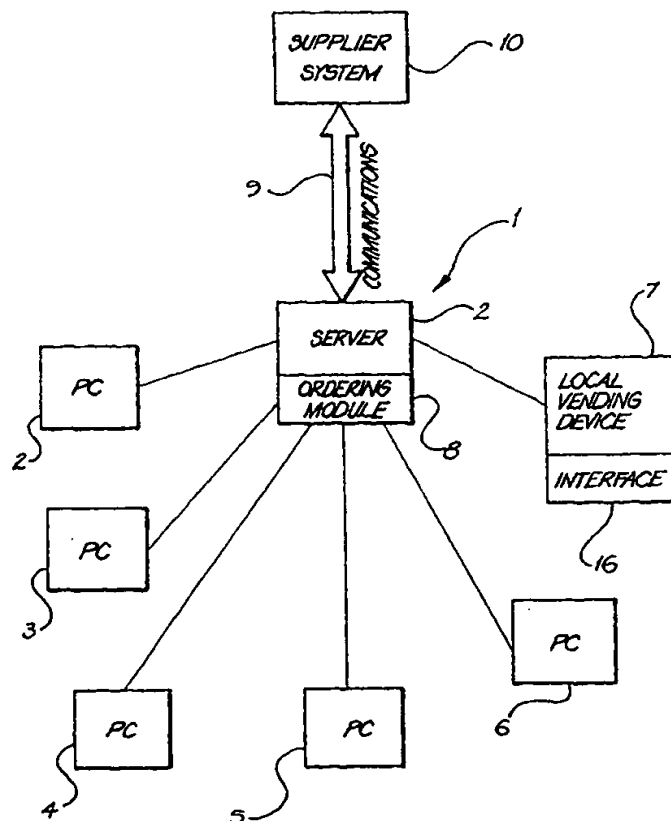 SUPPLIER
SYSTEM
10
9
COMMUNICATIONS
1
7
SERVER
2
PC
2
ORDERING
MODULE
8
LOCAL
VENDING
DEVICE
INTERFACE
16
PC
3
PC
6
PC
4
PC
5